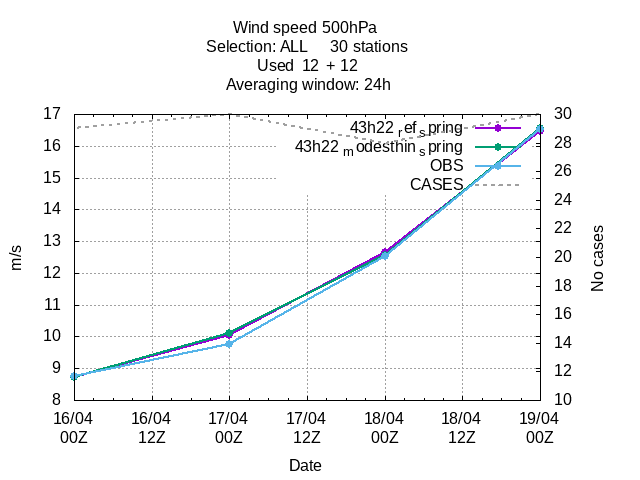 Wind speed 500hPa
Selection: ALL 30 stations
Used 12 + 12
Averaging window: 24h
17
16
15
14
13
12
11
10
9
8
m/s
30
28
26
24
22
20
18
16
14
12
10
No cases
43h22 ref spring
43h22 modesthin spring
OBS
CASES
16/04 00Z
16/04 12Z
17/04 00Z
17/04 12Z
18/04 00Z
18/04 12Z
19/04 00Z
Date